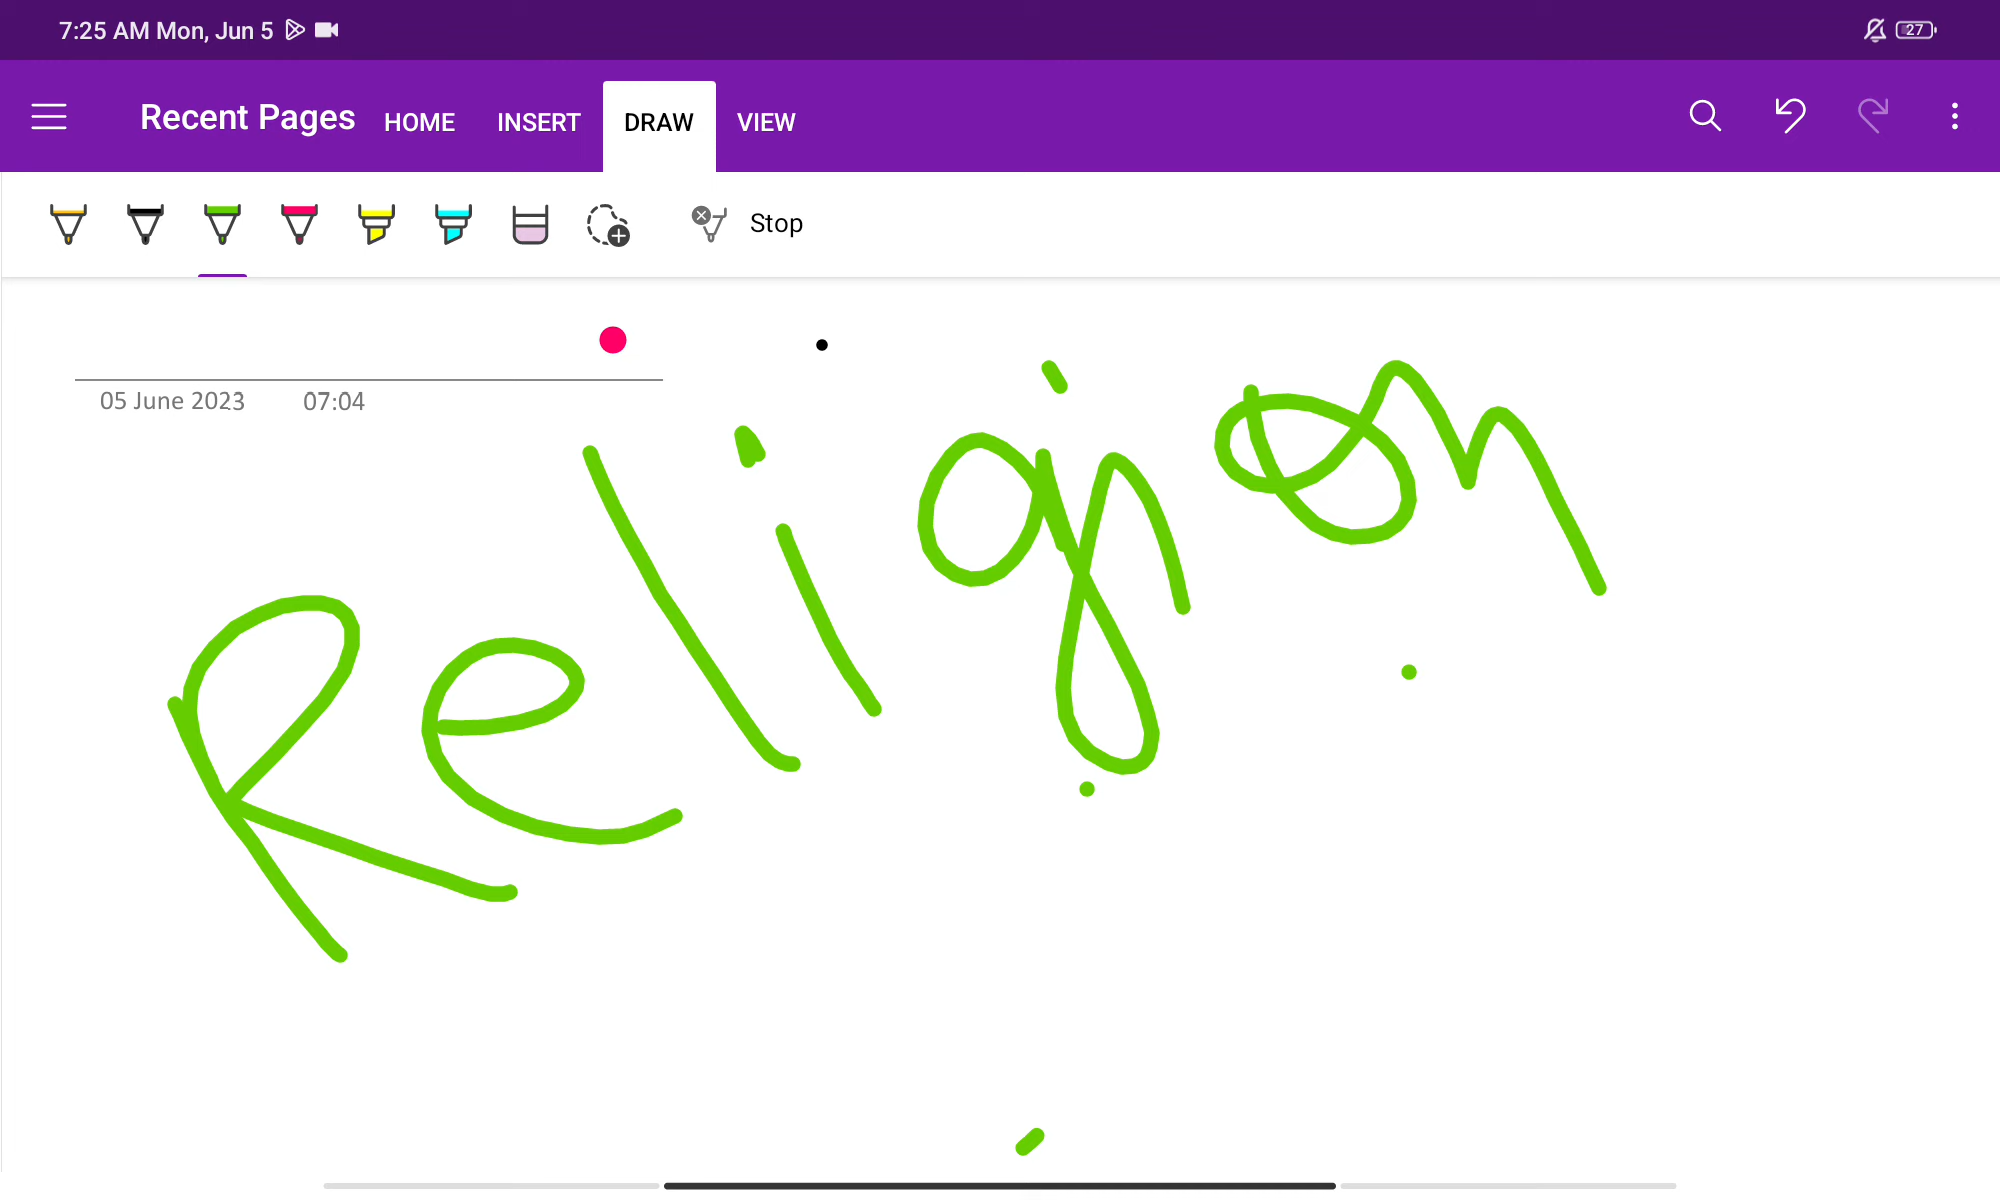 7:25 AM Mon, Jun 5 27
Recent Pages HOME INSERT DRAW VIEW
Stop
05 June 2023 07:04
Religion